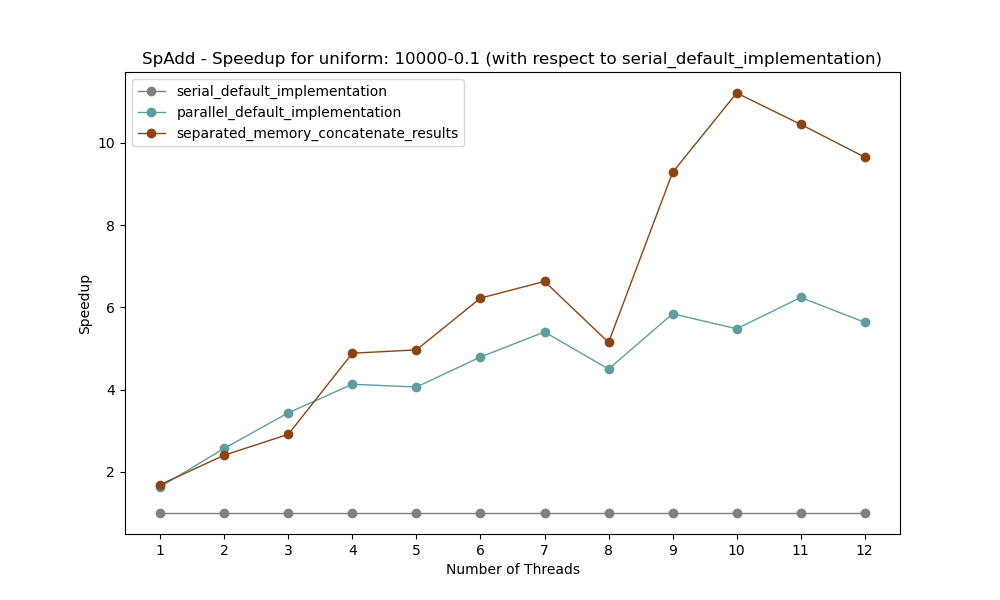 SpAdd - Speedup for uniform: 10000-0.1 (with respect to serial_default_implementation)
serial_default_implementation
parallel_default_implementation
separated_memory_concatenate_results
10
8
6
4
2
Speedup
1 2 3 4 5 6 7 8 9 10 11 12
Number of Threads